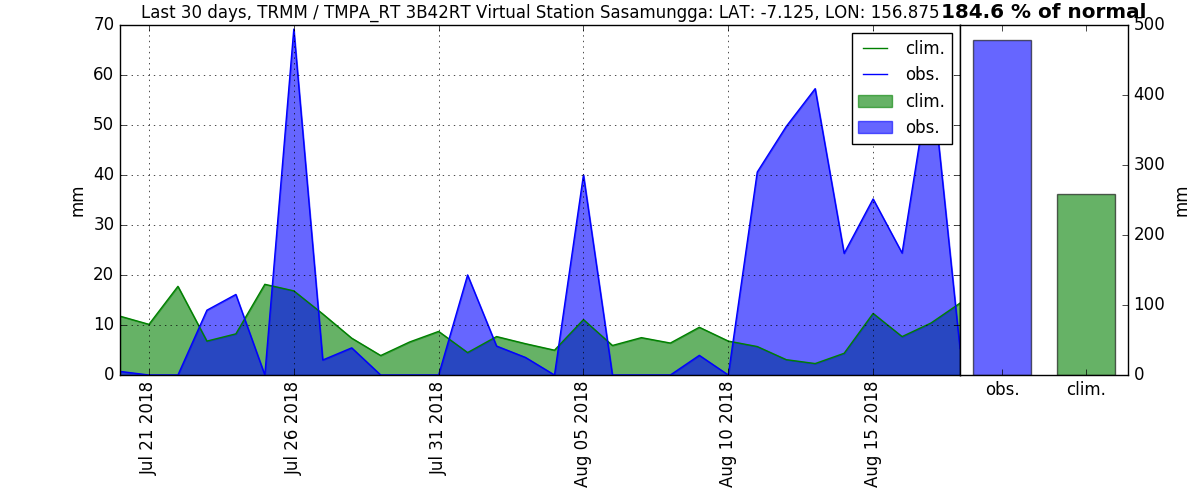 Last 30 days, TRMM / TMPA_RT 3B42RT Virtual Station Sasamungga: LAT: -7.125, LON: 156.875
184.6 % of normal
70
60
50
40
30
20
10
0
mm
clim.
obs.
clim.
obs.
Jul 21 2018
Jul 26 2018
Jul 31 2018
Aug 05 2018
Aug 10 2018
Aug 15 2018
500
400
300
200
100
0
mm
obs.
clim.